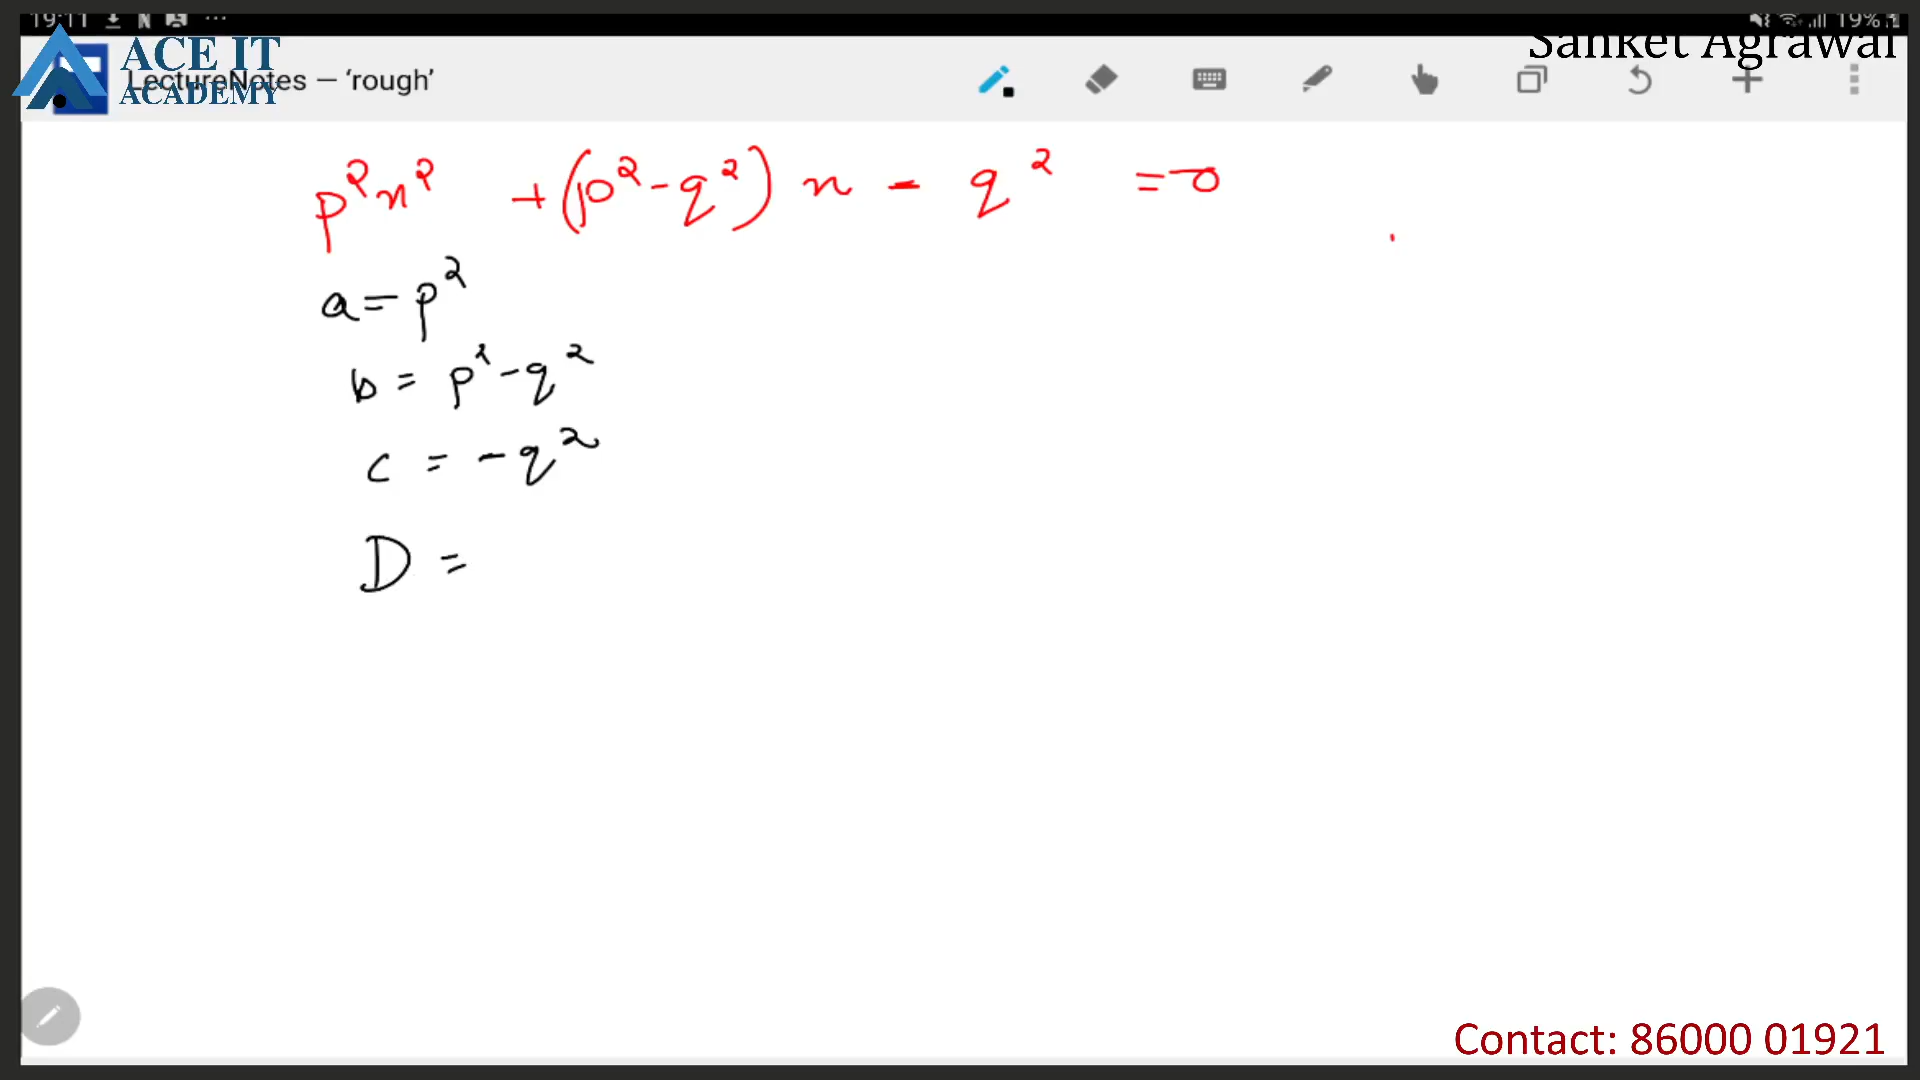 19:11
19%
Sanket Agrawal
ACE IT
ACADEMY
LectureNotes — ‘rough’
p²x² + (p² - q²) x - q² = 0
a = p²
b = p² - q²
c = - q²
D =
Contact: 86000 01921